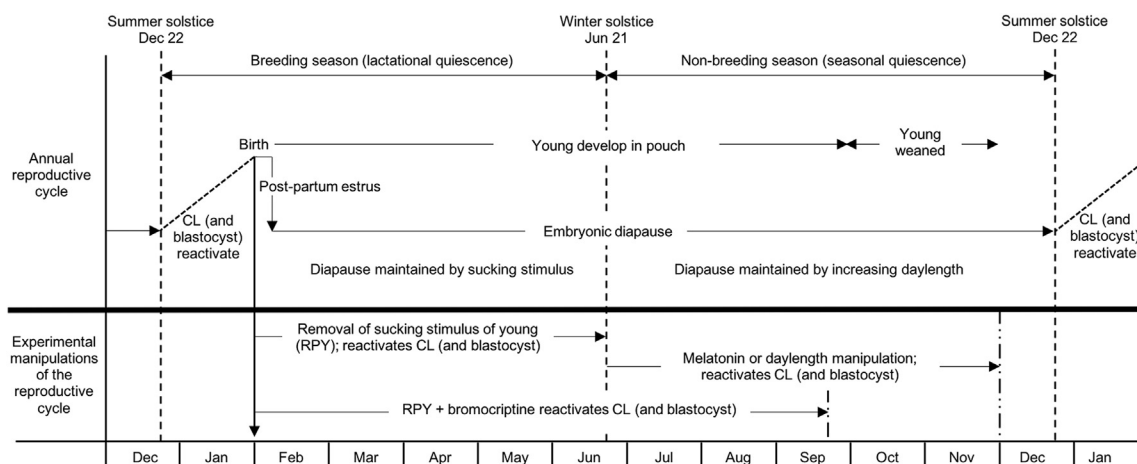 Summer solstice
Dec 22
Winter solstice
Jun 21
Summer solstice
Dec 22
Breeding season (lactational quiescence)
Non-breeding season (seasonal quiescence)
Annual
reproductive
cycle
Birth
Young develop in pouch
Young
weaned
Post-partum estrus
CL (and
blastocyst)
reactivate
Embryonic diapause
CL (and
blastocyst)
reactivate
Diapause maintained by sucking stimulus
Diapause maintained by increasing daylength
Experimental
manipulations
of the
reproductive
cycle
Removal of sucking stimulus of young
(RPY); reactivates CL (and blastocyst)
Melatonin or daylength manipulation;
reactivates CL (and blastocyst)
RPY + bromocriptine reactivates CL (and blastocyst)
Dec Jan Feb Mar Apr May Jun Jul Aug Sep Oct Nov Dec Jan